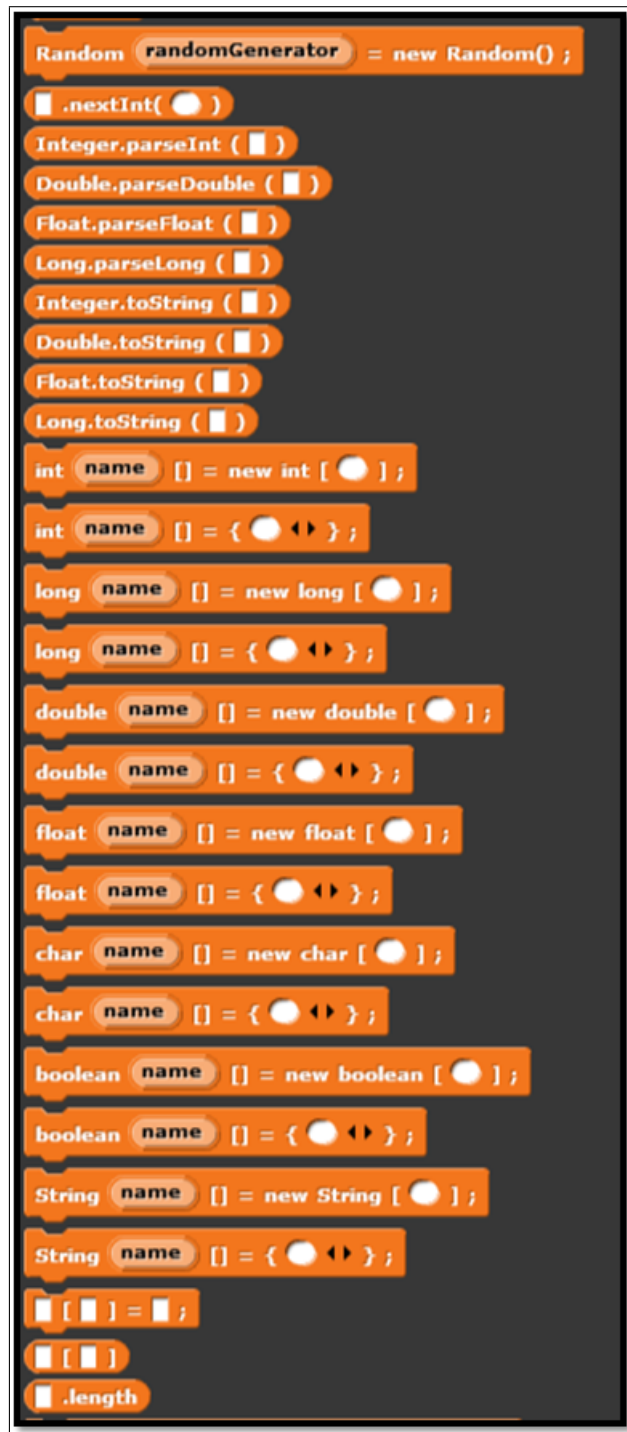 Random randomGenerator = new Random() ;
.nextInt( )
Integer.parseInt ( )
Double.parseDouble ( )
Float.parseFloat ( )
Long.parseLong ( )
Integer.toString ( )
Double.toString ( )
Float.toString ( )
Long.toString ( )
int name [] = new int [ ] ;
int name [] = { } ;
long name [] = new long [ ] ;
long name [] = { } ;
double name [] = new double [ ] ;
double name [] = { } ;
float name [] = new float [ ] ;
float name [] = { } ;
char name [] = new char [ ] ;
char name [] = { } ;
boolean name [] = new boolean [ ] ;
boolean name [] = { } ;
String name [] = new String [ ] ;
String name [] = { } ;
[ ] = ;
[ ]
.length